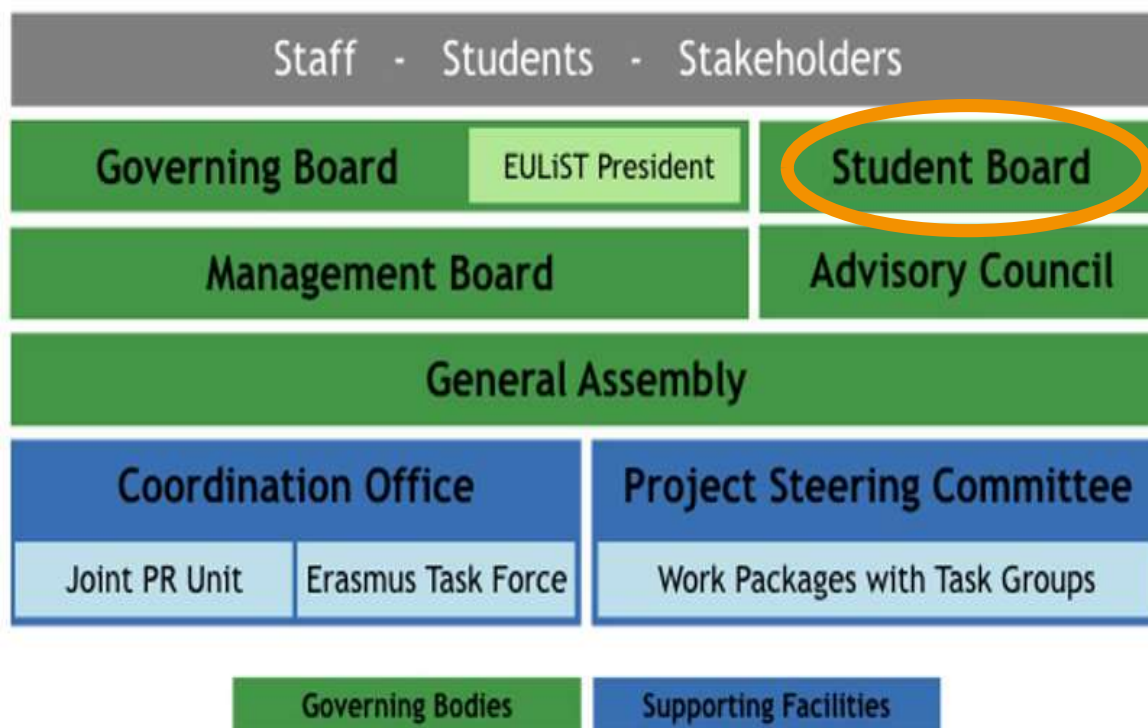 Staff - Students - Stakeholders
Governing Board
EULiST President
Student Board
Management Board
Advisory Council
General Assembly
Coordination Office
Project Steering Committee
Joint PR Unit
Erasmus Task Force
Work Packages with Task Groups
Governing Bodies
Supporting Facilities